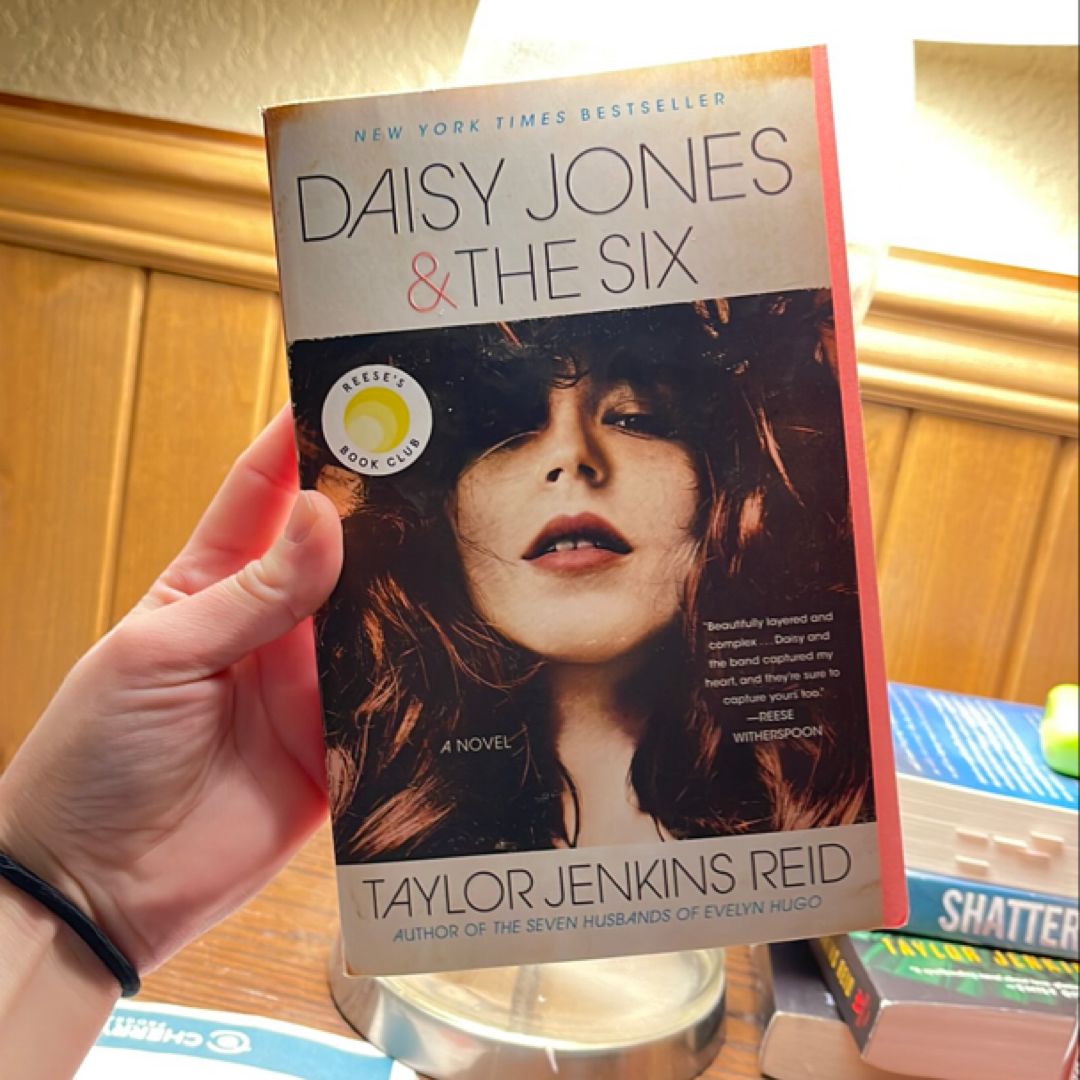 NEW YORK TIMES BESTSELLER
DAISY JONES
& THE SIX
REESE'S
BOOK CLUB
"Beautifully layered and
complex . . . Daisy and
the band captured my
heart, and they're sure to
capture yours too."
—REESE
WITHERSPOON
A NOVEL
TAYLOR JENKINS REID
AUTHOR OF THE SEVEN HUSBANDS OF EVELYN HUGO
SHATTER
TAYLOR JENK
CHERRY